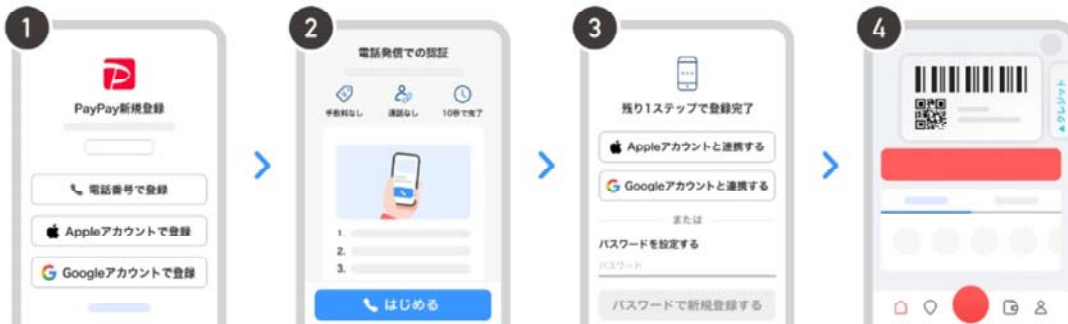 1
PayPay新規登録
電話番号で登録
Appleアカウントで登録
Googleアカウントで登録
2
電話発信での認証
手数料なし
通話なし
10秒で完了
1.
2.
3.
はじめる
3
残り1ステップで登録完了
Appleアカウントと連携する
Googleアカウントと連携する
または
パスワードを設定する
パスワード
パスワードで新規登録する
4
▲クレジット